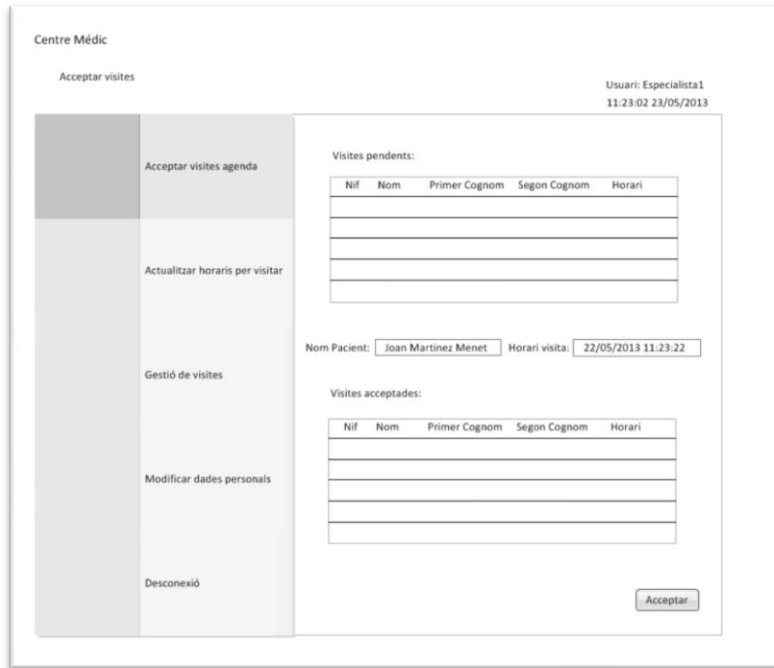 Centre Médic
Acceptar visites
Usuari: Especialista1
11:23:02 23/05/2013
Acceptar visites agenda
Actualitzar horaris per visitar
Gestió de visites
Modificar dades personals
Desconexió
Visites pendents:
Nif Nom Primer Cognom Segon Cognom Horari
Nom Pacient: Joan Martinez Menet Horari visita: 22/05/2013 11:23:22
Visites acceptades:
Nif Nom Primer Cognom Segon Cognom Horari
Acceptar